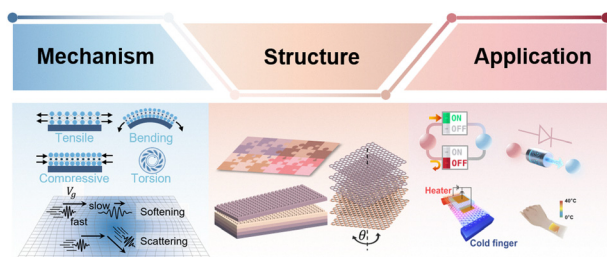 Mechanism
Structure
Application
Tensile
Bending
Compressive
Torsion
Vg
slow
fast
Softening
Scattering
θ
ON
OFF
ON
OFF
Heater
Cold finger
40°C
0°C